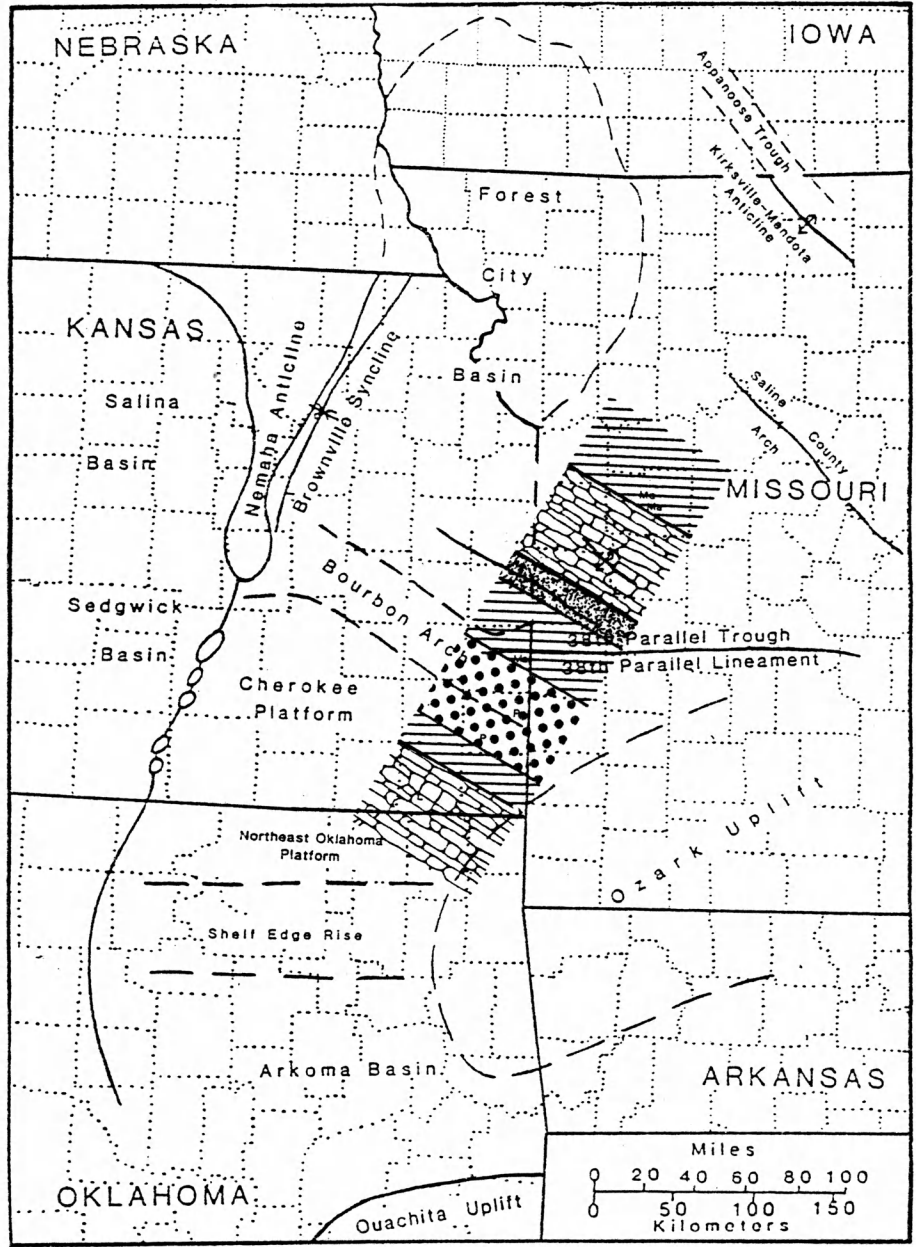 NEBRASKA
IOWA
Appanoose Trough
Kirksville-Mendota
Anticline
Forest
City
Basin
KANSAS
Salina
Basin
Nemaha Anticline
Brownville Syncline
Saline County
Arch
MISSOURI
Bourbon Arch
Sedgwick
Basin
38th Parallel Trough
38th Parallel Lineament
Cherokee
Platform
Northeast Oklahoma
Platform
Ozark Uplift
Shelf Edge Rise
Arkoma Basin
ARKANSAS
OKLAHOMA
Ouachita Uplift
Miles
0 20 40 60 80 100
0 50 100 150
Kilometers